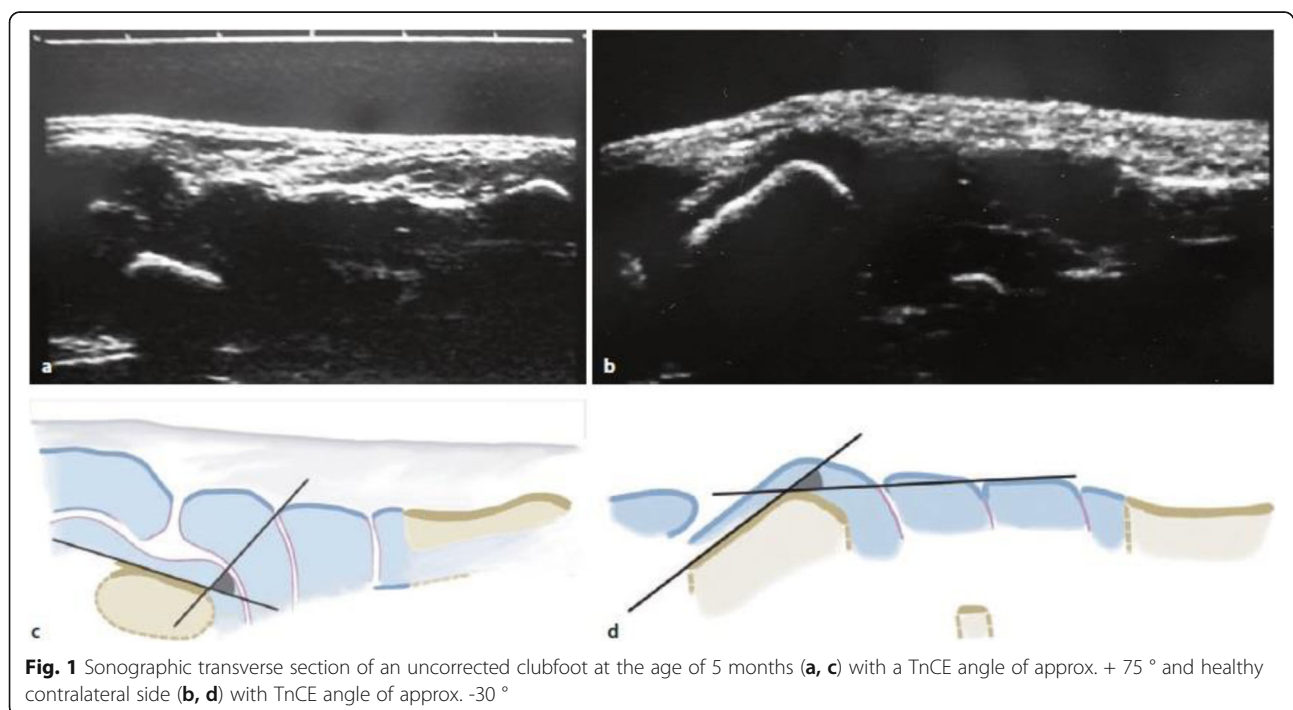 a
b
c
d
Fig. 1 Sonographic transverse section of an uncorrected clubfoot at the age of 5 months (a, c) with a TnCE angle of approx. + 75 ° and healthy
contralateral side (b, d) with TnCE angle of approx. -30 °